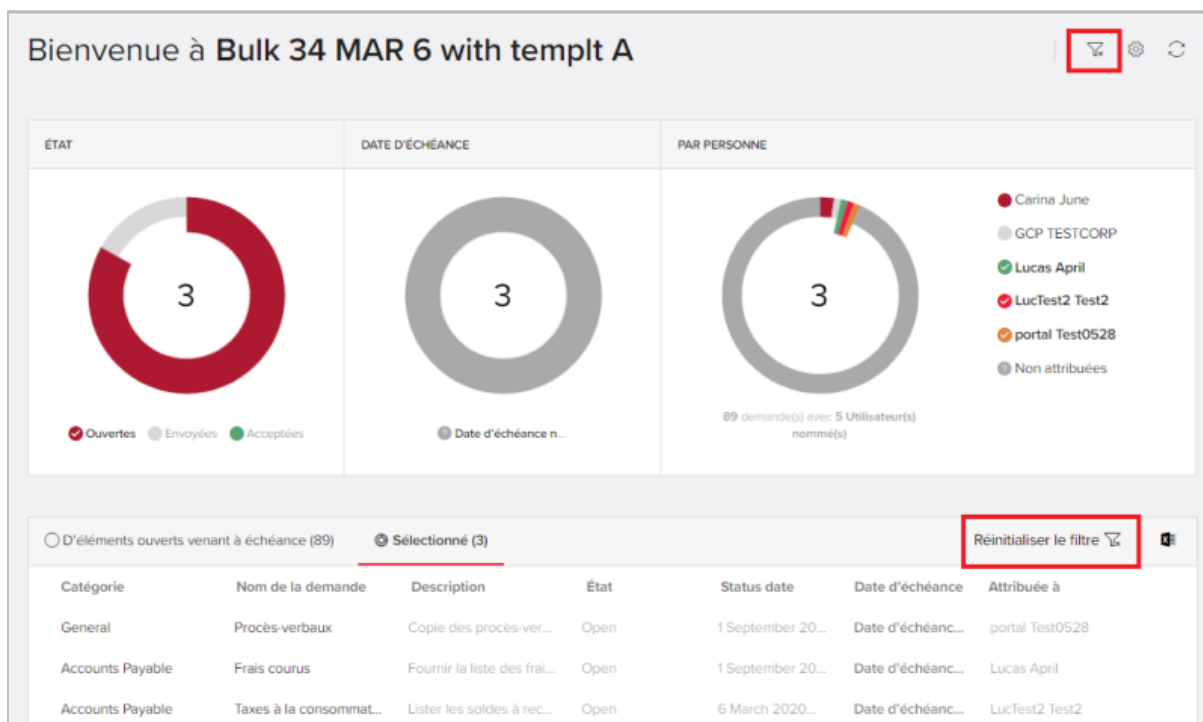 Bienvenue à Bulk 34 MAR 6 with templt A
ÉTAT DATE D'ÉCHÉANCE PAR PERSONNE
3
Ouvertes Envoyées Acceptées
3
Date d'échéance n...
3
89 demande(s) avec 5 Utilisateur(s)
nommé(s)
Carina June
GCP TESTCORP
Lucas April
LucTest2 Test2
portal Test0528
Non attribuées
D'éléments ouverts venant à échéance (89) Sélectionné (3) Réinitialiser le filtre
Catégorie Nom de la demande Description État Status date Date d'échéance Attribuée à
General Procès-verbaux Copie des procès-ver... Open 1 September 20... Date d'échéanc... portal Test0528
Accounts Payable Frais courus Fournir la liste des frai... Open 1 September 20... Date d'échéanc... Lucas April
Accounts Payable Taxes à la consommat... Lister les soldes à rec... Open 6 March 2020... Date d'échéanc... LucTest2 Test2